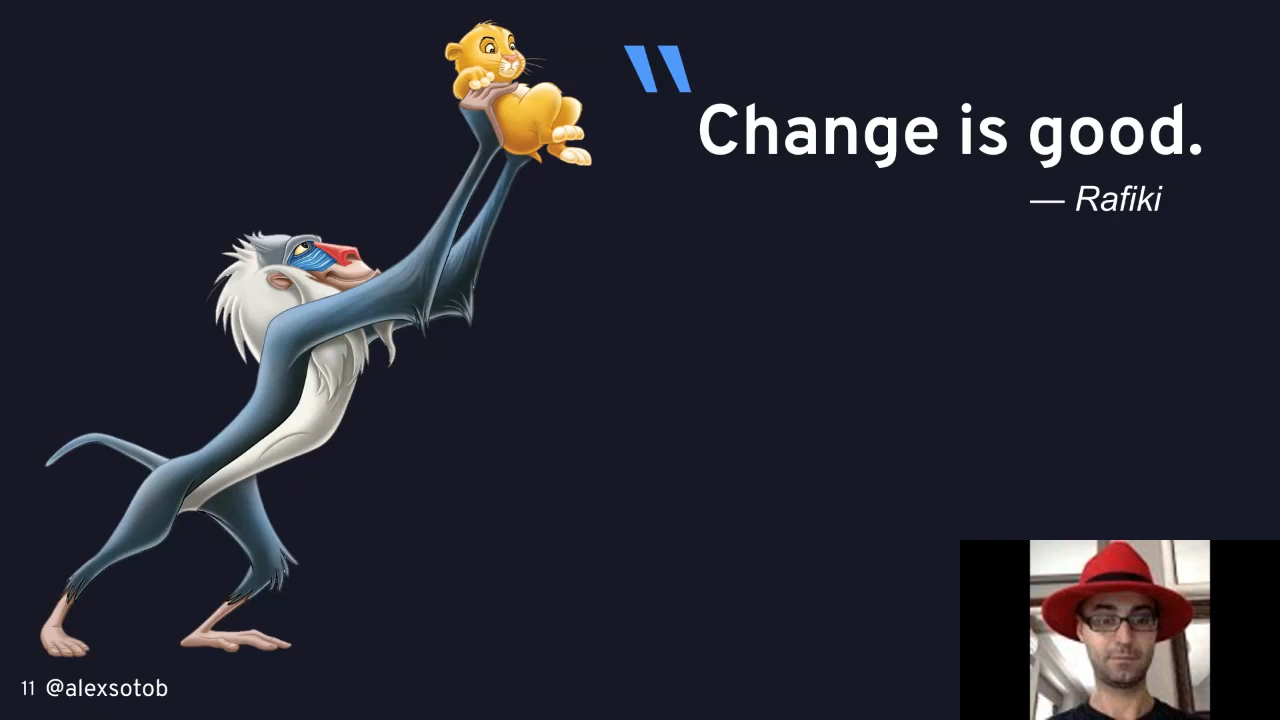 Change is good.
— Rafiki
11 @alexsotob